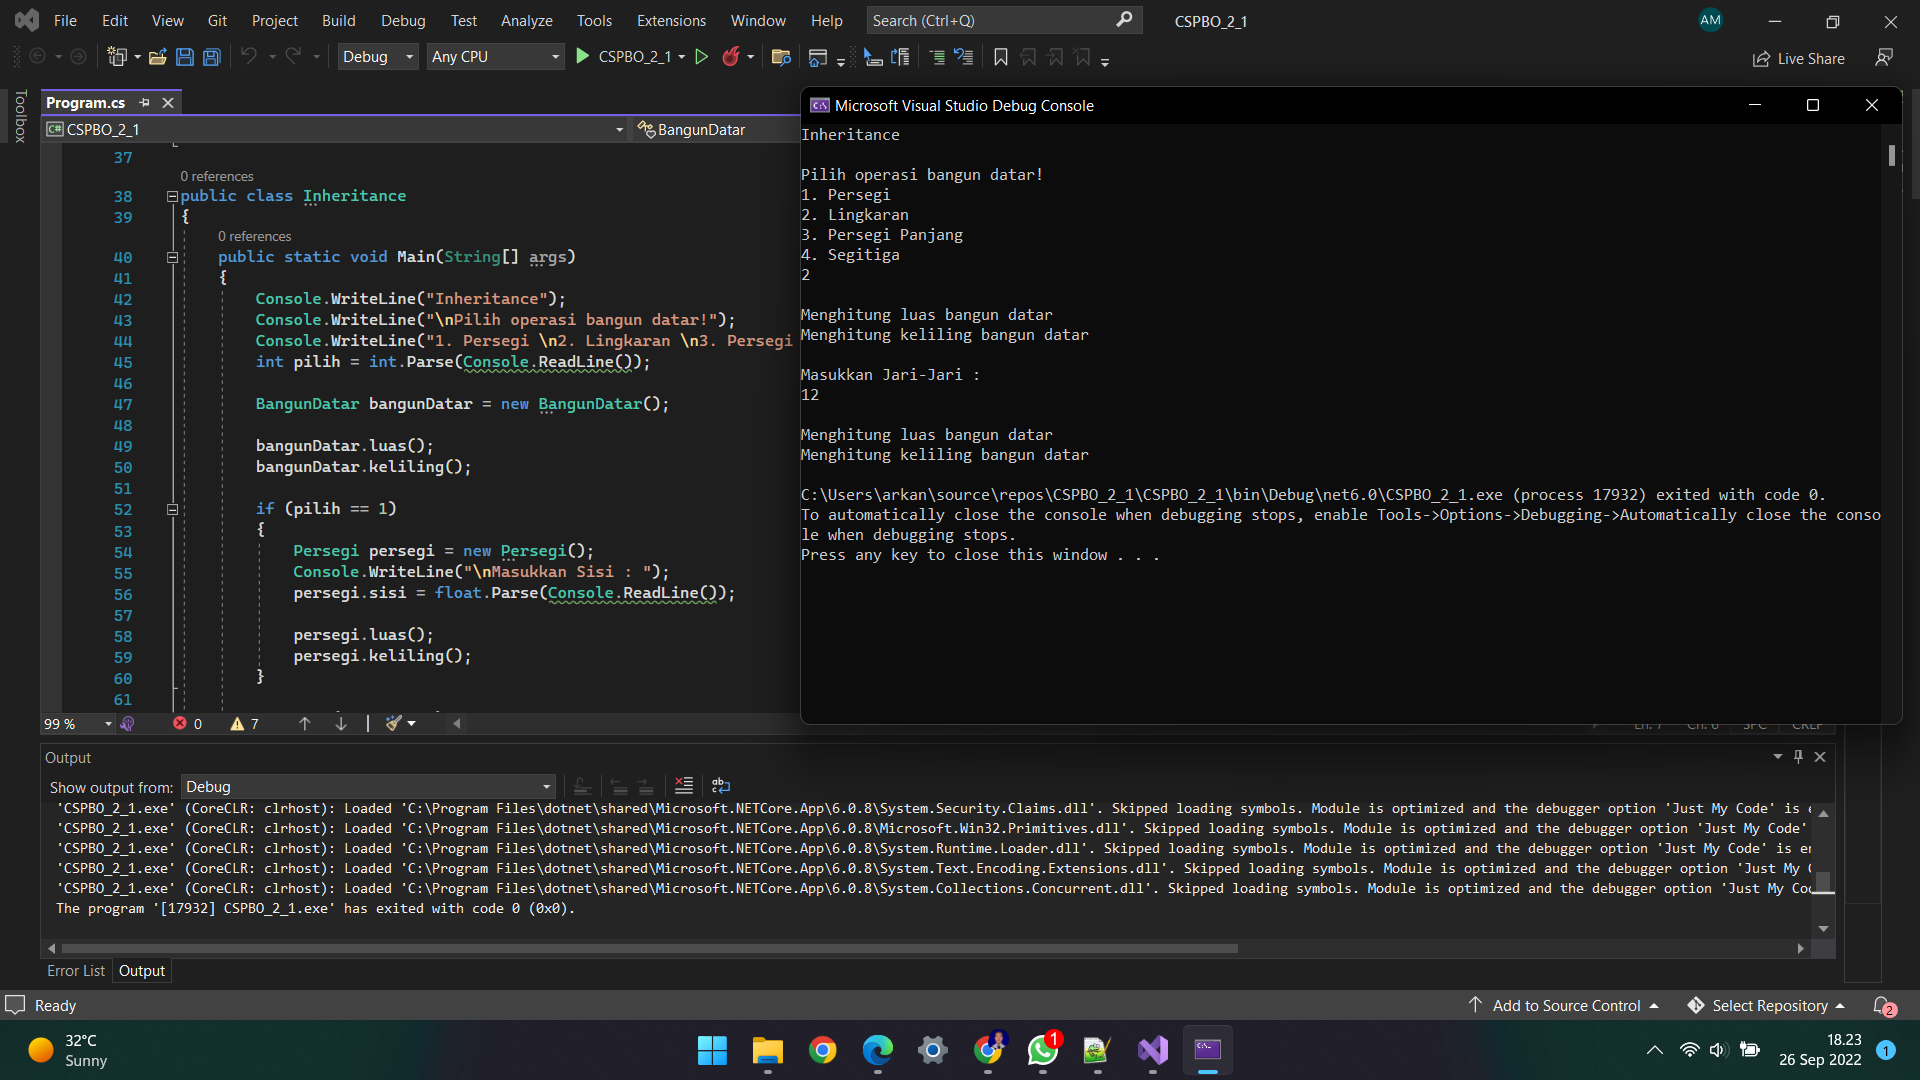 File Edit View Git Project Build Debug Test Analyze Tools Extensions Window Help Search (Ctrl+Q) CSPBO_2_1 AM
Debug Any CPU CSPBO_2_1 Live Share
Toolbox
Program.cs
CSPBO_2_1 BangunDatar
37
0 references
38 public class Inheritance
39 {
0 references
40 public static void Main(String[] args)
41 {
42 Console.WriteLine("Inheritance");
43 Console.WriteLine("\nPilih operasi bangun datar!");
44 Console.WriteLine("1. Persegi \n2. Lingkaran \n3. Persegi
45 int pilih = int.Parse(Console.ReadLine());
46
47 BangunDatar bangunDatar = new BangunDatar();
48
49 bangunDatar.luas();
50 bangunDatar.keliling();
51
52 if (pilih == 1)
53 {
54 Persegi persegi = new Persegi();
55 Console.WriteLine("\nMasukkan Sisi : ");
56 persegi.sisi = float.Parse(Console.ReadLine());
57
58 persegi.luas();
59 persegi.keliling();
60 }
61
99 % 0 7
Microsoft Visual Studio Debug Console
Inheritance
Pilih operasi bangun datar!
1. Persegi
2. Lingkaran
3. Persegi Panjang
4. Segitiga
2
Menghitung luas bangun datar
Menghitung keliling bangun datar
Masukkan Jari-Jari :
12
Menghitung luas bangun datar
Menghitung keliling bangun datar
C:\Users\arkan\source\repos\CSPBO_2_1\CSPBO_2_1\bin\Debug\net6.0\CSPBO_2_1.exe (process 17932) exited with code 0.
To automatically close the console when debugging stops, enable Tools->Options->Debugging->Automatically close the conso
le when debugging stops.
Press any key to close this window . . .
Output
Show output from: Debug
'CSPBO_2_1.exe' (CoreCLR: clrhost): Loaded 'C:\Program Files\dotnet\shared\Microsoft.NETCore.App\6.0.8\System.Security.Claims.dll'. Skipped loading symbols. Module is optimized and the debugger option 'Just My Code' is
'CSPBO_2_1.exe' (CoreCLR: clrhost): Loaded 'C:\Program Files\dotnet\shared\Microsoft.NETCore.App\6.0.8\Microsoft.Win32.Primitives.dll'. Skipped loading symbols. Module is optimized and the debugger option 'Just My Code'
'CSPBO_2_1.exe' (CoreCLR: clrhost): Loaded 'C:\Program Files\dotnet\shared\Microsoft.NETCore.App\6.0.8\System.Runtime.Loader.dll'. Skipped loading symbols. Module is optimized and the debugger option 'Just My Code' is
'CSPBO_2_1.exe' (CoreCLR: clrhost): Loaded 'C:\Program Files\dotnet\shared\Microsoft.NETCore.App\6.0.8\System.Text.Encoding.Extensions.dll'. Skipped loading symbols. Module is optimized and the debugger option 'Just My
'CSPBO_2_1.exe' (CoreCLR: clrhost): Loaded 'C:\Program Files\dotnet\shared\Microsoft.NETCore.App\6.0.8\System.Collections.Concurrent.dll'. Skipped loading symbols. Module is optimized and the debugger option 'Just My
The program '[17932] CSPBO_2_1.exe' has exited with code 0 (0x0).
Error List Output
Ready Add to Source Control Select Repository 2
32°C
Sunny
1
18.23
26 Sep 2022 1